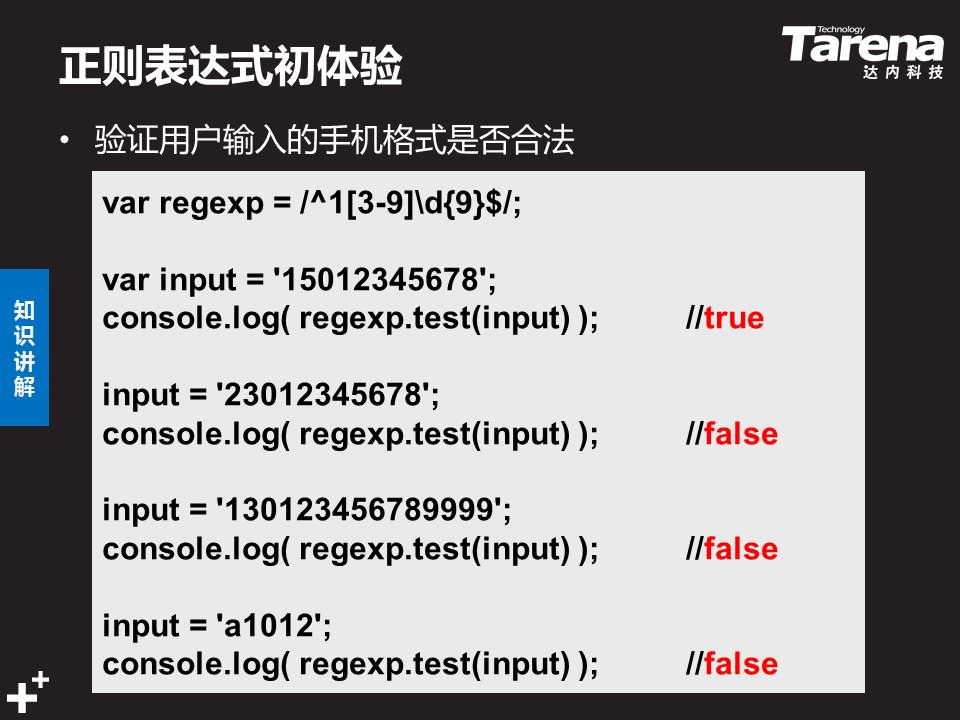 正则表达式初体验
Technology
Tarena
达内科技
• 验证用户输入的手机格式是否合法
var regexp = /^1[3-9]\d{9}$/;
var input = '15012345678';
console.log( regexp.test(input) ); //true
input = '23012345678';
console.log( regexp.test(input) ); //false
input = '130123456789999';
console.log( regexp.test(input) ); //false
input = 'a1012';
console.log( regexp.test(input) ); //false
知
识
讲
解